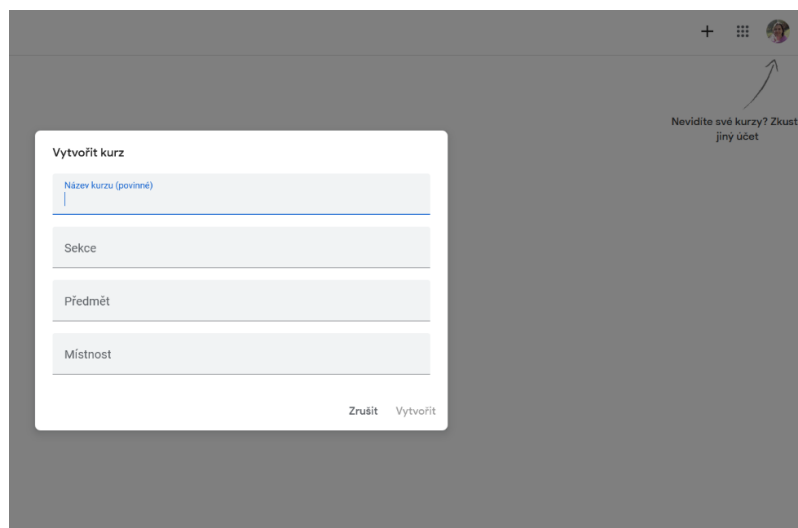 Nevidíte své kurzy? Zkust
jiný účet
Vytvořit kurz
Název kurzu (povinné)
Sekce
Předmět
Místnost
Zrušit Vytvořit